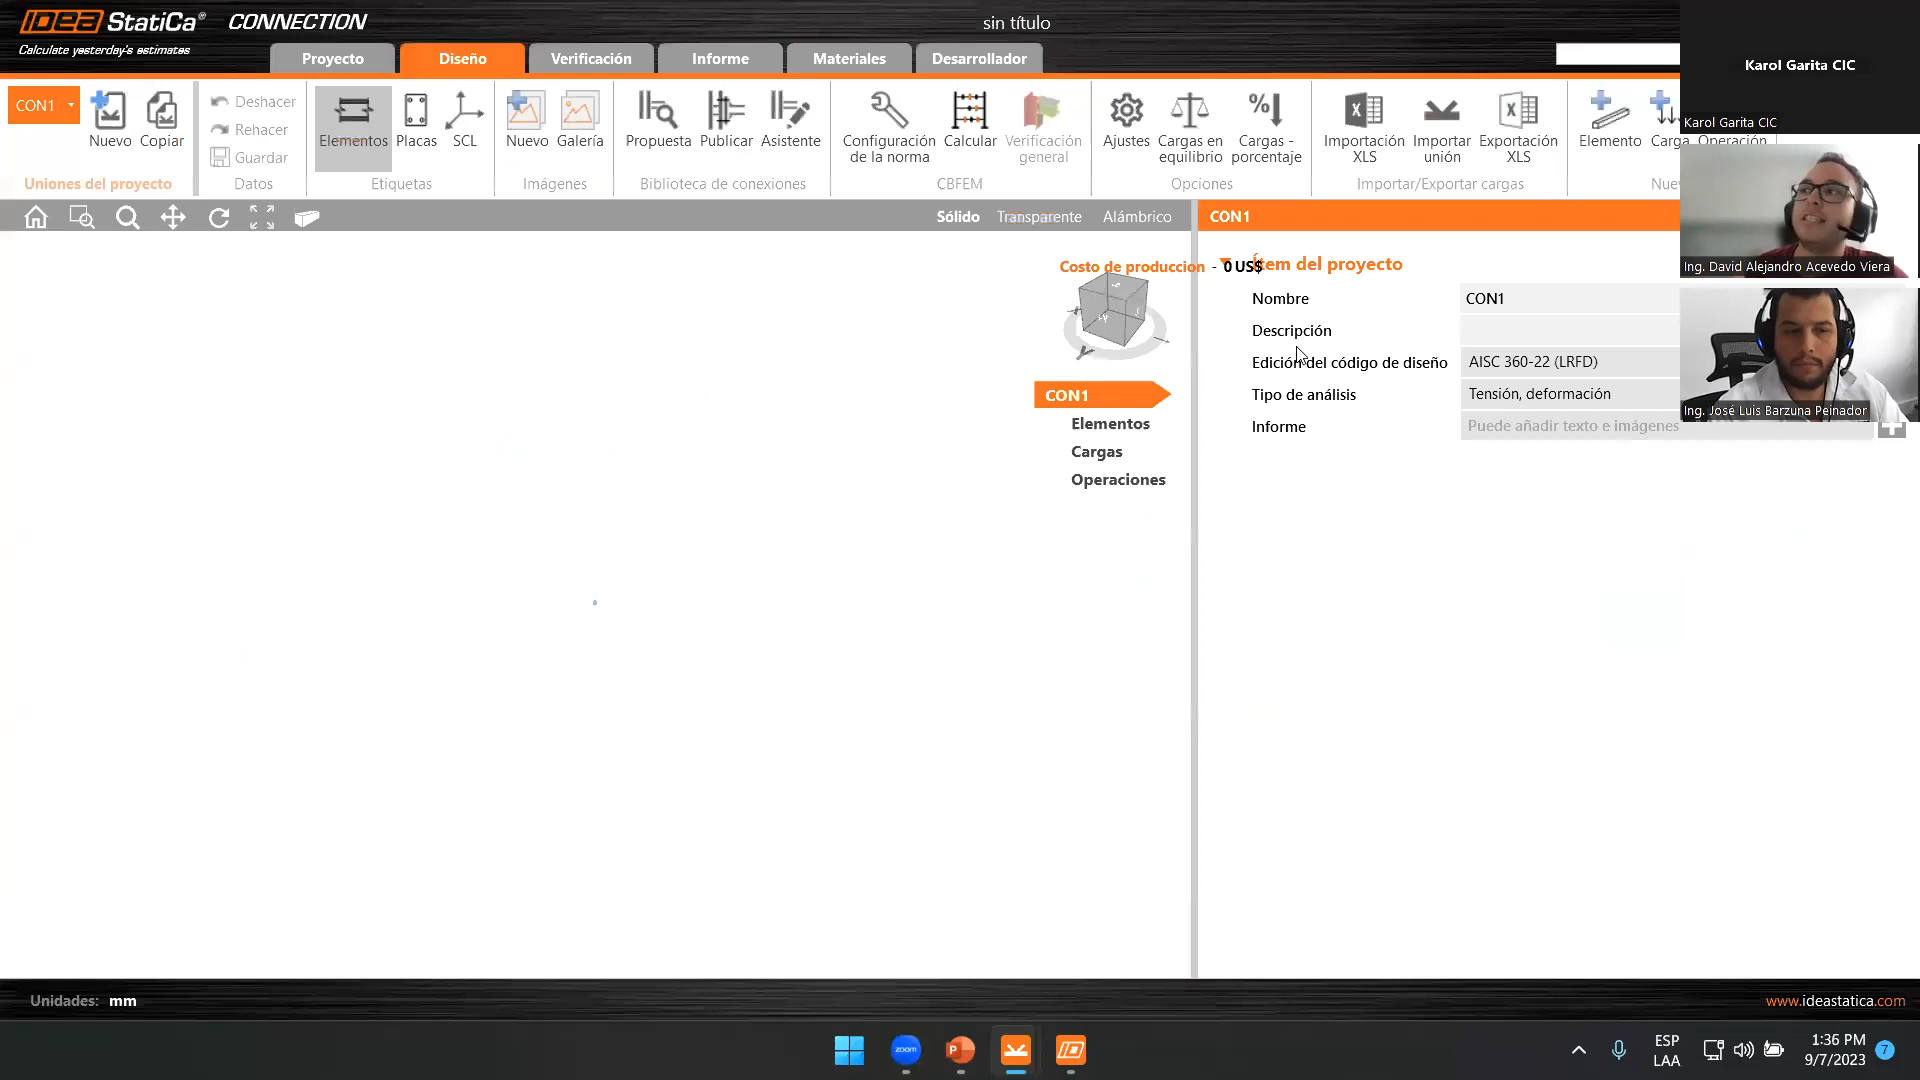 IDEA StatiCa® CONNECTION
Calculate yesterday's estimates
sin título
Proyecto Diseño Verificación Informe Materiales Desarrollador
CON1
Nuevo Copiar
Uniones del proyecto
Deshacer
Rehacer
Guardar
Datos
Elementos Placas SCL
Etiquetas
Nuevo Galería
Imágenes
Propuesta Publicar Asistente
Biblioteca de conexiones
Configuración de la norma Calcular Verificación general
CBFEM
Ajustes Cargas en equilibrio Cargas - porcentaje
Opciones
Importación XLS Importar unión Exportación XLS
Importar/Exportar cargas
Elemento Carga Operación
Karol Garita CIC
Karol Garita CIC
Ing. David Alejandro Acevedo Viera
Ing. José Luis Barzuna Peinador
Sólido Transparente Alámbrico
CON1
Costo de produccion - 0 US$
Ítem del proyecto
Nombre CON1
Descripción
Edición del código de diseño AISC 360-22 (LRFD)
Tipo de análisis Tensión, deformación
Informe Puede añadir texto e imágenes
CON1
Elementos
Cargas
Operaciones
Unidades: mm
www.ideastatica.com
zoom
ESP
LAA
1:36 PM
9/7/2023
7